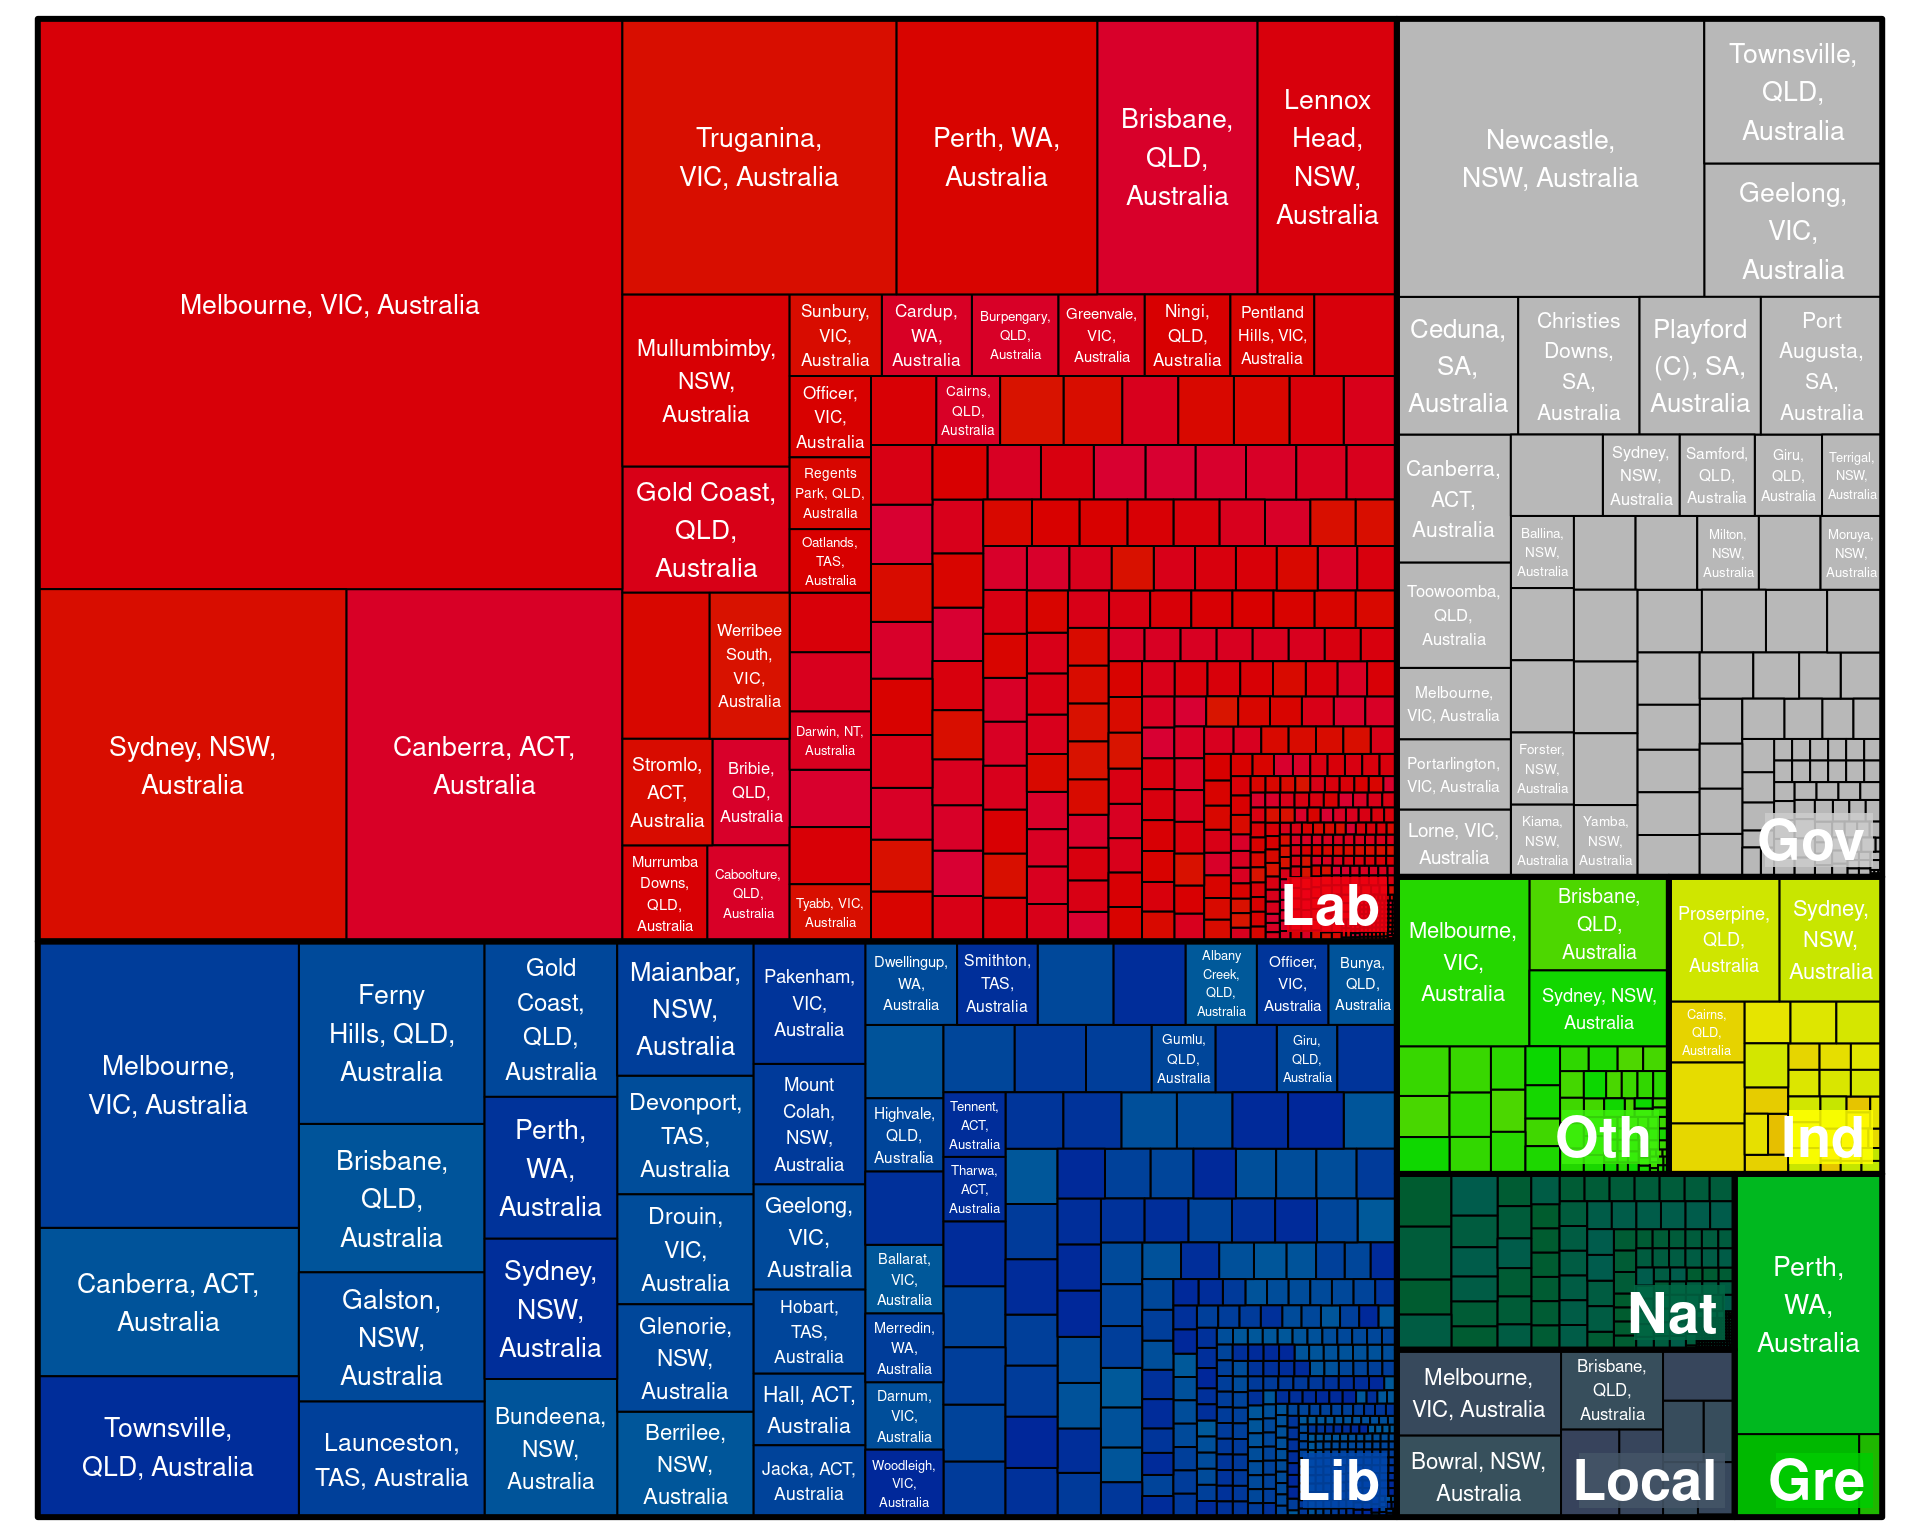 Melbourne, VIC, Australia
Sydney, NSW,
Australia
Canberra, ACT,
Australia
Truganina,
VIC, Australia
Perth, WA,
Australia
Brisbane,
QLD,
Australia
Lennox
Head,
NSW,
Australia
Mullumbimby,
NSW,
Australia
Gold Coast,
QLD,
Australia
Werribee
South,
VIC,
Australia
Stromlo,
ACT,
Australia
Bribie,
QLD,
Australia
Murrumba
Downs,
QLD,
Australia
Caboolture,
QLD,
Australia
Sunbury,
VIC,
Australia
Cardup,
WA,
Australia
Burpengary,
QLD,
Australia
Greenvale,
VIC,
Australia
Ningi,
QLD,
Australia
Pentland
Hills, VIC,
Australia
Officer,
VIC,
Australia
Cairns,
QLD,
Australia
Regents
Park, QLD,
Australia
Oatlands,
TAS,
Australia
Darwin, NT,
Australia
Tyabb, VIC,
Australia
Lab
Newcastle,
NSW, Australia
Townsville,
QLD,
Australia
Geelong,
VIC,
Australia
Ceduna,
SA,
Australia
Christies
Downs,
SA,
Australia
Playford
(C), SA,
Australia
Port
Augusta,
SA,
Australia
Canberra,
ACT,
Australia
Sydney,
NSW,
Australia
Samford,
QLD,
Australia
Giru,
QLD,
Australia
Terrigal,
NSW,
Australia
Ballina,
NSW,
Australia
Milton,
NSW,
Australia
Moruya,
NSW,
Australia
Toowoomba,
QLD,
Australia
Melbourne,
VIC, Australia
Portarlington,
VIC, Australia
Forster,
NSW,
Australia
Lorne, VIC,
Australia
Kiama,
NSW,
Australia
Yamba,
NSW,
Australia
Gov
Melbourne,
VIC, Australia
Canberra, ACT,
Australia
Townsville,
QLD, Australia
Ferny
Hills, QLD,
Australia
Brisbane,
QLD,
Australia
Galston,
NSW,
Australia
Launceston,
TAS, Australia
Gold
Coast,
QLD,
Australia
Perth,
WA,
Australia
Sydney,
NSW,
Australia
Bundeena,
NSW,
Australia
Maianbar,
NSW,
Australia
Devonport,
TAS,
Australia
Drouin,
VIC,
Australia
Glenorie,
NSW,
Australia
Berrilee,
NSW,
Australia
Pakenham,
VIC,
Australia
Mount
Colah,
NSW,
Australia
Geelong,
VIC,
Australia
Hobart,
TAS,
Australia
Hall, ACT,
Australia
Jacka, ACT,
Australia
Dwellingup,
WA,
Australia
Smithton,
TAS,
Australia
Albany
Creek,
QLD,
Australia
Officer,
VIC,
Australia
Bunya,
QLD,
Australia
Gumlu,
QLD,
Australia
Giru,
QLD,
Australia
Highvale,
QLD,
Australia
Tennent,
ACT,
Australia
Tharwa,
ACT,
Australia
Ballarat,
VIC,
Australia
Merredin,
WA,
Australia
Darnum,
VIC,
Australia
Woodleigh,
VIC,
Australia
Lib
Melbourne,
VIC,
Australia
Brisbane,
QLD,
Australia
Sydney, NSW,
Australia
Oth
Proserpine,
QLD,
Australia
Sydney,
NSW,
Australia
Cairns,
QLD,
Australia
Ind
Nat
Melbourne,
VIC, Australia
Brisbane,
QLD,
Australia
Bowral, NSW,
Australia
Local
Perth,
WA,
Australia
Gre